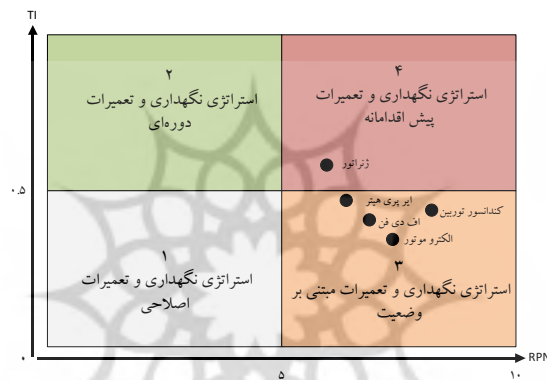 TI
۲
استراتژی نگهداری و تعمیرات
دوره‌ای
۴
استراتژی نگهداری و تعمیرات
پیش اقدامانه
ژنراتور
۰.۵
ایر پری هیتر
کندانسور توربین
اف دی فن
الکترو موتور
۱
استراتژی نگهداری و تعمیرات
اصلاحی
۳
استراتژی نگهداری و تعمیرات مبتنی بر
وضعیت
۰
RPN
۵
۱۰